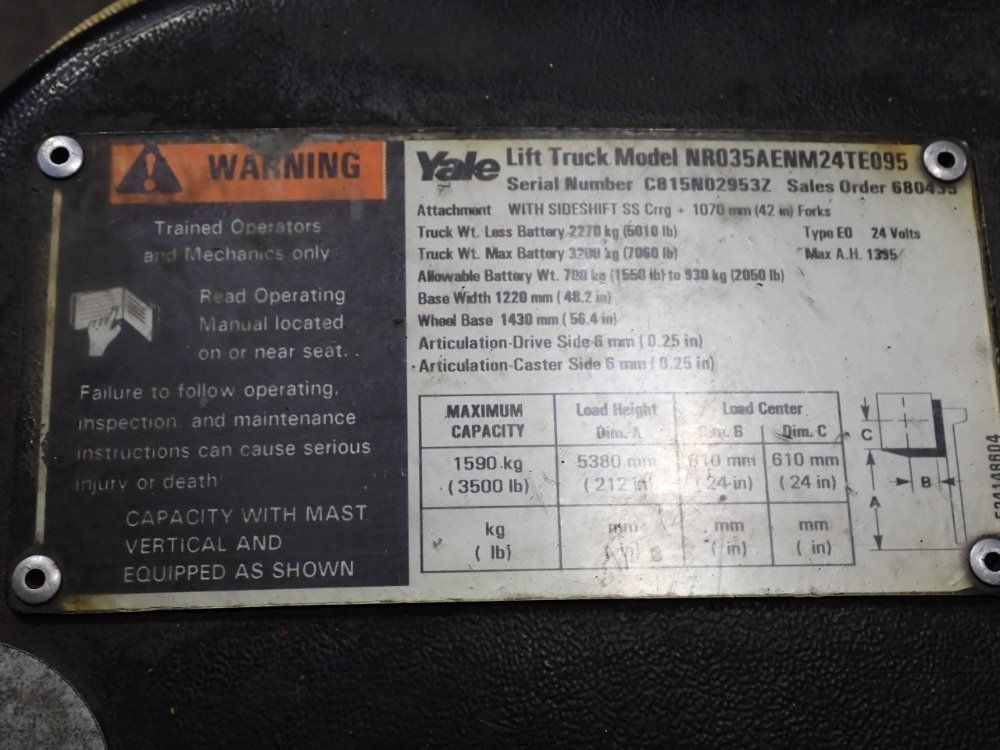 WARNING
Trained Operators
and Mechanics only
Read Operating
Manual located
on or near seat.
Failure to follow operating,
inspection and maintenance
instructions can cause serious
injury or death
CAPACITY WITH MAST
VERTICAL AND
EQUIPPED AS SHOWN
Yale Lift Truck Model NR035AENM24TE095
Serial Number C815N02953Z Sales Order
Attachment WITH SIDESHIFT SS Crrg + 1070 mm (42 in) Forks
Truck Wt. Less Battery 2270 kg (5010 lb) Type EO 24 Volts
Truck Wt. Max Battery 3200 kg (7060 lb) Max A.H. 1395
Allowable Battery Wt. 700 kg (1550 lb) to 930 kg (2050 lb)
Base Width 1220 mm (48.2 in)
Wheel Base 1430 mm (56.4 in)
Articulation-Drive Side 6 mm (0.25 in)
Articulation-Caster Side 6 mm (0.25 in)
MAXIMUM CAPACITY Load Height Dim. A Load Center
Dim. B Dim. C
1590 kg 5380 mm 610 mm 610 mm
(3500 lb) (212 in) (24 in) (24 in)
kg mm mm mm
(lb) (in) (in) (in)
C
B
A